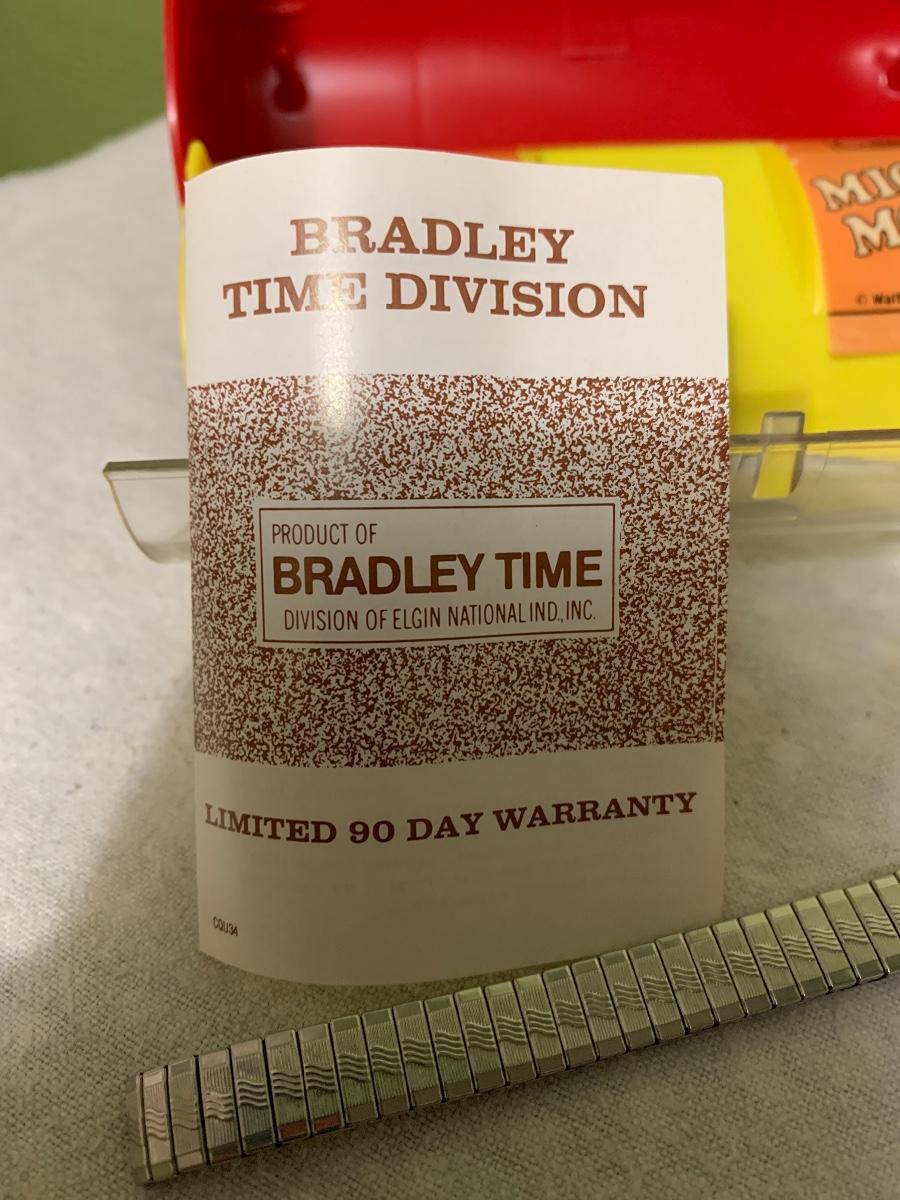 BRADLEY
TIME DIVISION
PRODUCT OF
BRADLEY TIME
DIVISION OF ELGIN NATIONAL IND., INC.
LIMITED 90 DAY WARRANTY
CQU34